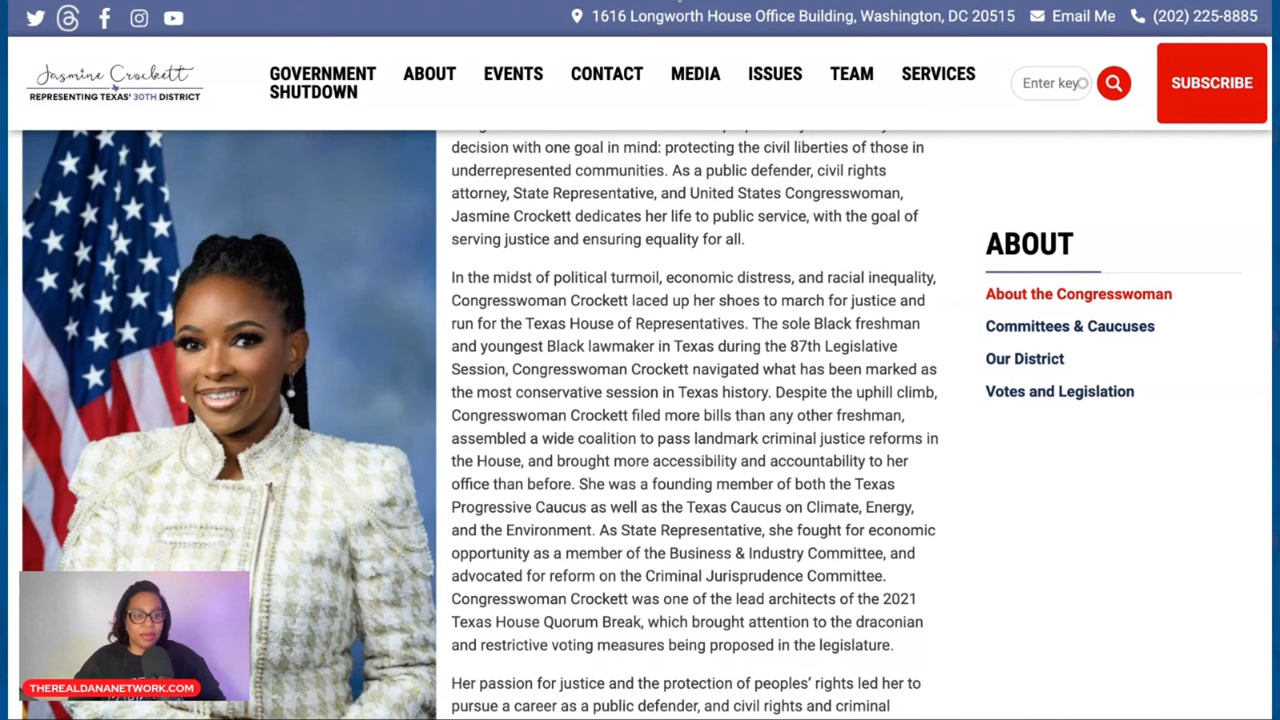 1616 Longworth House Office Building, Washington, DC 20515 Email Me (202) 225-8885
Jasmine Crockett
REPRESENTING TEXAS' 30TH DISTRICT
GOVERNMENT SHUTDOWN
ABOUT
EVENTS
CONTACT
MEDIA
ISSUES
TEAM
SERVICES
Enter key
SUBSCRIBE
decision with one goal in mind: protecting the civil liberties of those in
underrepresented communities. As a public defender, civil rights
attorney, State Representative, and United States Congresswoman,
Jasmine Crockett dedicates her life to public service, with the goal of
serving justice and ensuring equality for all.
In the midst of political turmoil, economic distress, and racial inequality,
Congresswoman Crockett laced up her shoes to march for justice and
run for the Texas House of Representatives. The sole Black freshman
and youngest Black lawmaker in Texas during the 87th Legislative
Session, Congresswoman Crockett navigated what has been marked as
the most conservative session in Texas history. Despite the uphill climb,
Congresswoman Crockett filed more bills than any other freshman,
assembled a wide coalition to pass landmark criminal justice reforms in
the House, and brought more accessibility and accountability to her
office than before. She was a founding member of both the Texas
Progressive Caucus as well as the Texas Caucus on Climate, Energy,
and the Environment. As State Representative, she fought for economic
opportunity as a member of the Business & Industry Committee, and
advocated for reform on the Criminal Jurisprudence Committee.
Congresswoman Crockett was one of the lead architects of the 2021
Texas House Quorum Break, which brought attention to the draconian
and restrictive voting measures being proposed in the legislature.
Her passion for justice and the protection of peoples' rights led her to
pursue a career as a public defender, and civil rights and criminal
ABOUT
About the Congresswoman
Committees & Caucuses
Our District
Votes and Legislation
THEREALDANANETWORK.COM